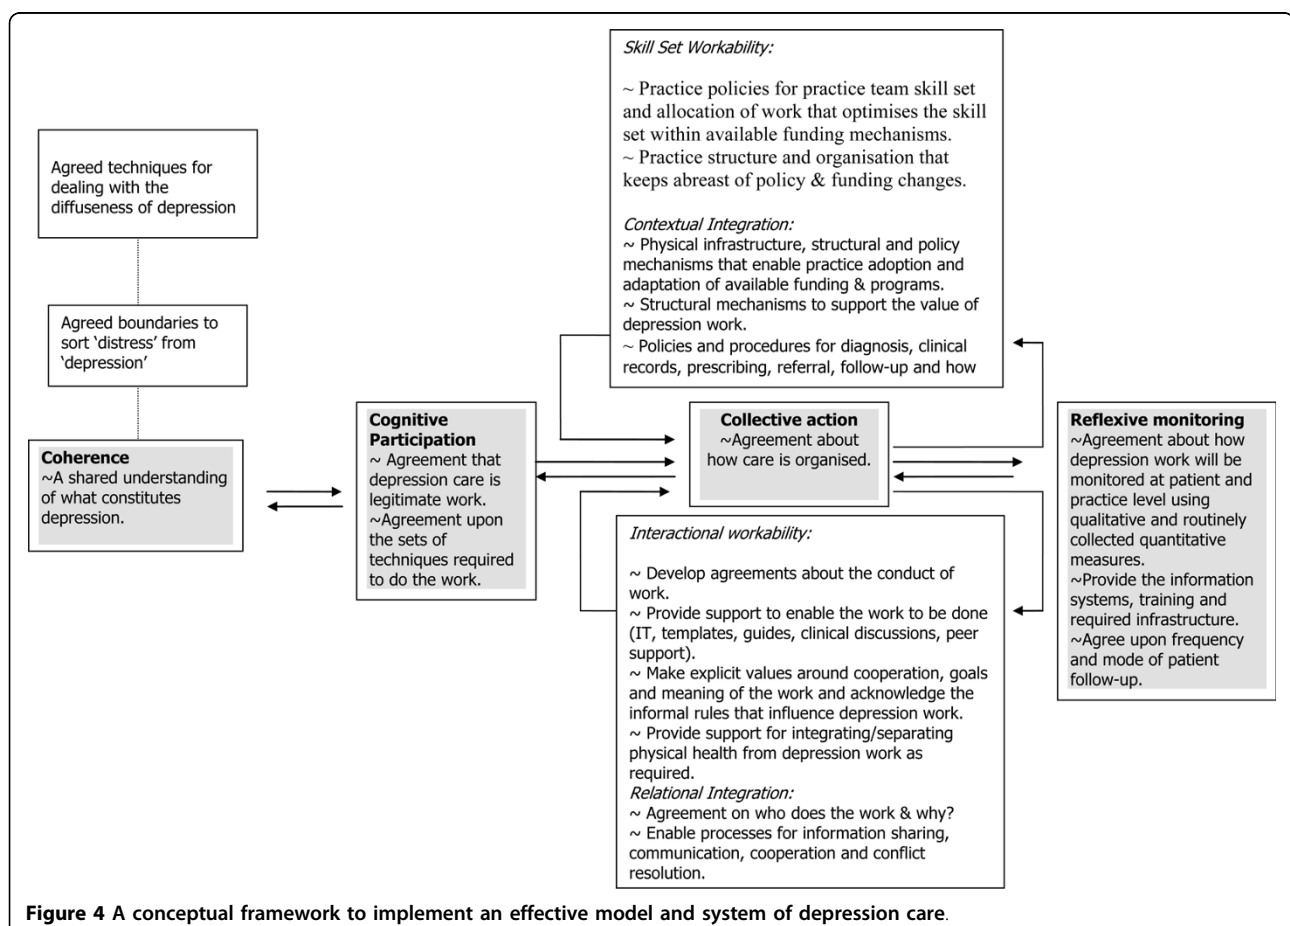 Agreed techniques for
dealing with the
diffuseness of depression
Agreed boundaries to
sort ‘distress’ from
‘depression’
Coherence
~A shared understanding
of what constitutes
depression.
Cognitive
Participation
~ Agreement that
depression care is
legitimate work.
~Agreement upon
the sets of
techniques required
to do the work.
Skill Set Workability:
~ Practice policies for practice team skill set
and allocation of work that optimises the skill
set within available funding mechanisms.
~ Practice structure and organisation that
keeps abreast of policy & funding changes.
Contextual Integration:
~ Physical infrastructure, structural and policy
mechanisms that enable practice adoption and
adaptation of available funding & programs.
~ Structural mechanisms to support the value of
depression work.
~ Policies and procedures for diagnosis, clinical
records, prescribing, referral, follow-up and how
Collective action
~Agreement about
how care is organised.
Interactional workability:
~ Develop agreements about the conduct of
work.
~ Provide support to enable the work to be done
(IT, templates, guides, clinical discussions, peer
support).
~ Make explicit values around cooperation, goals
and meaning of the work and acknowledge the
informal rules that influence depression work.
~ Provide support for integrating/separating
physical health from depression work as
required.
Relational Integration:
~ Agreement on who does the work & why?
~ Enable processes for information sharing,
communication, cooperation and conflict
resolution.
Reflexive monitoring
~Agreement about how
depression work will be
monitored at patient and
practice level using
qualitative and routinely
collected quantitative
measures.
~Provide the information
systems, training and
required infrastructure.
~Agree upon frequency
and mode of patient
follow-up.
Figure 4 A conceptual framework to implement an effective model and system of depression care.